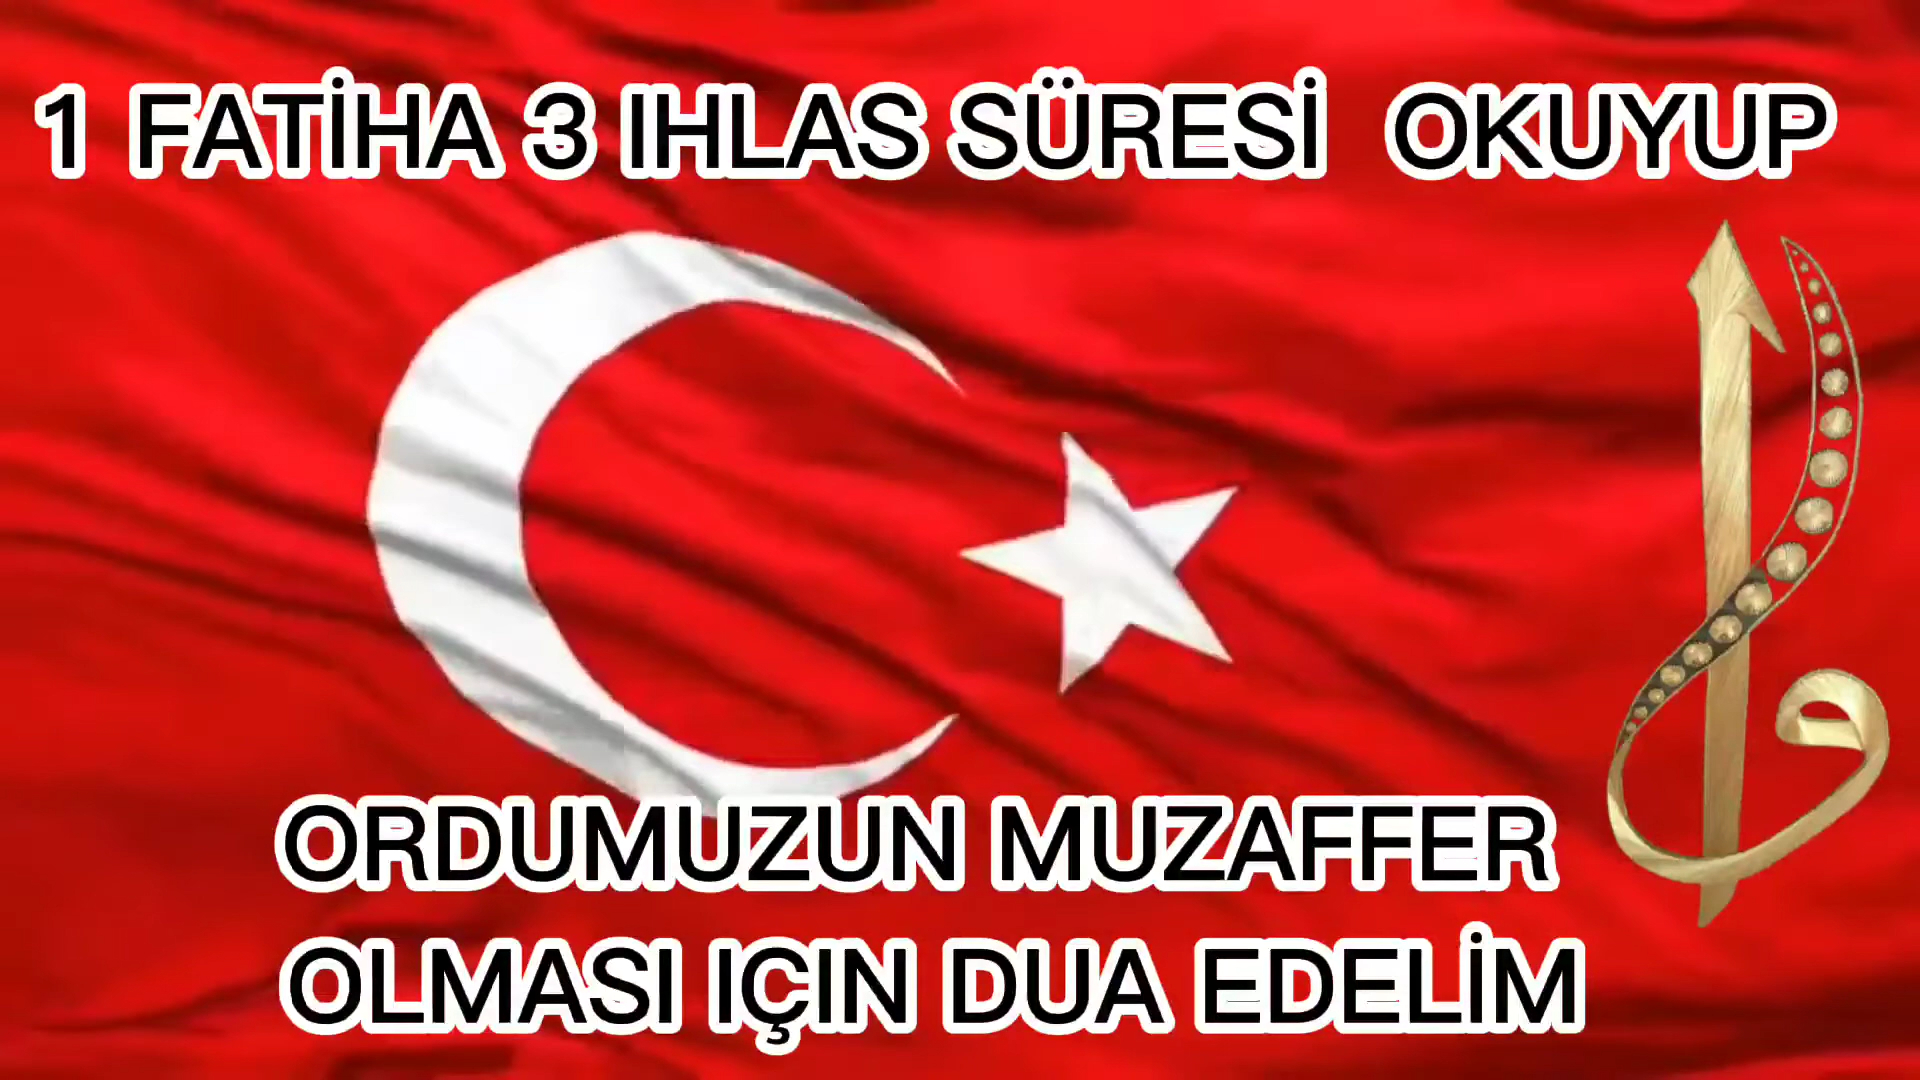 1 FATİHA 3 IHLAS SÜRESİ OKUYUP
ORDUMUZUN MUZAFFER
OLMASI IÇIN DUA EDELİM